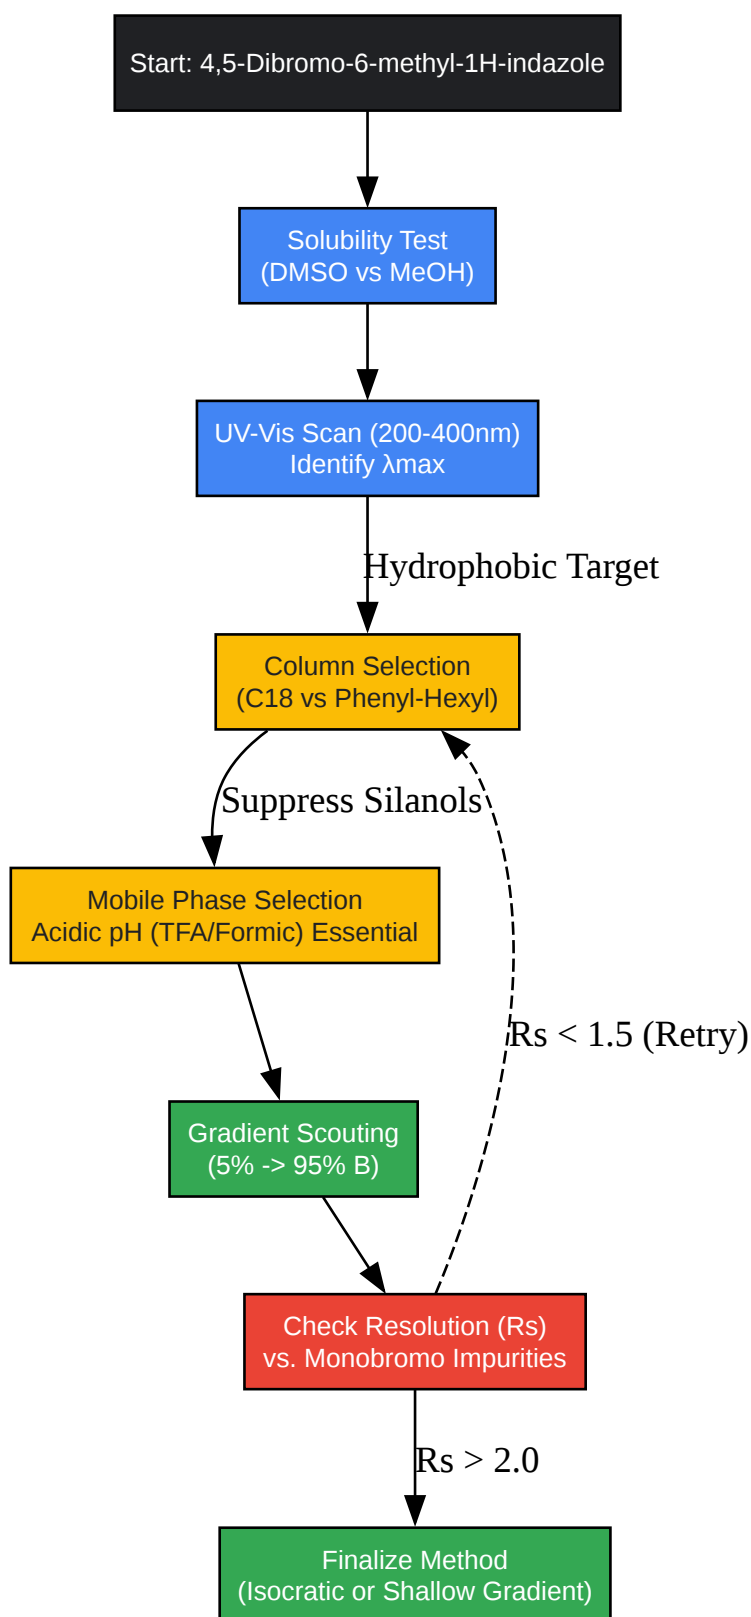 Start: 4,5-Dibromo-6-methyl-1H-indazole
Solubility Test
(DMSO vs MeOH)
UV-Vis Scan (200-400nm)
Identify λmax
Hydrophobic Target
Column Selection
(C18 vs Phenyl-Hexyl)
Suppress Silanols
Mobile Phase Selection
Acidic pH (TFA/Formic) Essential
Rs < 1.5 (Retry)
Gradient Scouting
(5% -> 95% B)
Check Resolution (Rs)
vs. Monobromo Impurities
Rs > 2.0
Finalize Method
(Isocratic or Shallow Gradient)